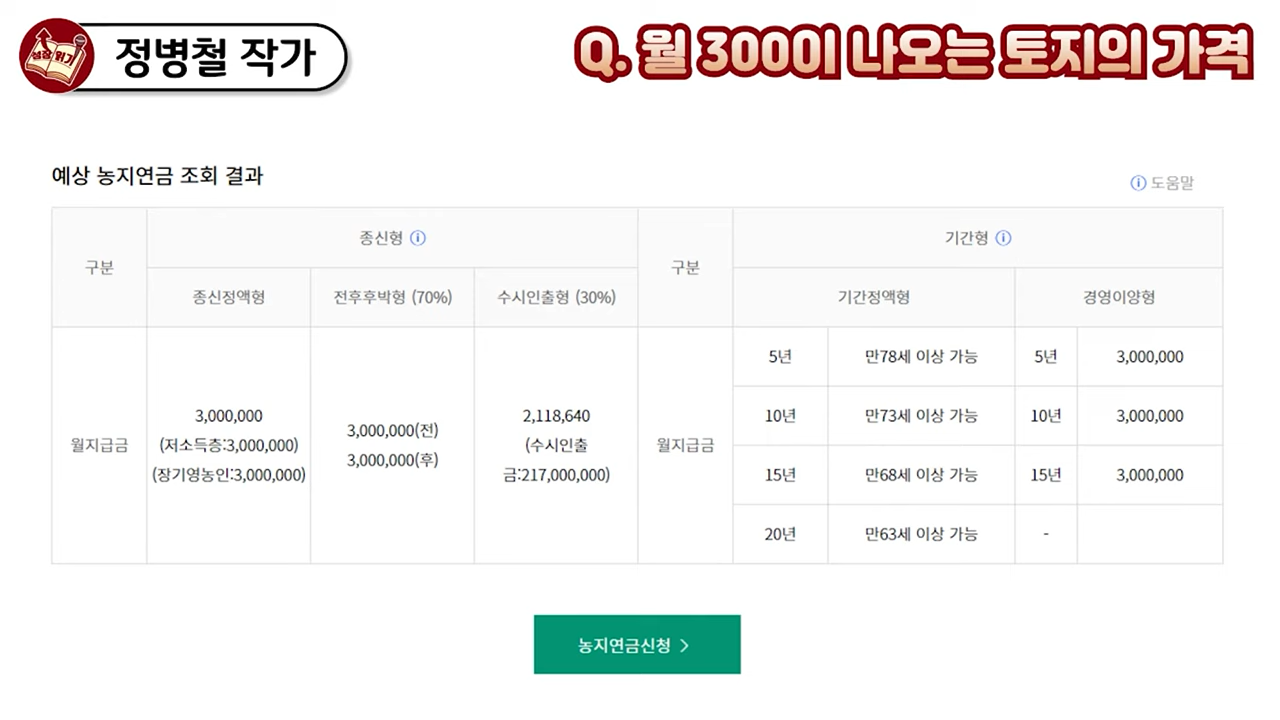 성장읽기
정병철 작가
Q. 월 300이 나오는 토지의 가격
예상 농지연금 조회 결과
도움말
구분
종신형
구분
기간형
종신정액형
전후후박형 (70%)
수시인출형 (30%)
기간정액형
경영이양형
월지급금
3,000,000
(저소득층:3,000,000)
(장기영농인:3,000,000)
3,000,000(전)
3,000,000(후)
2,118,640
(수시인출
금:217,000,000)
월지급금
5년
만78세 이상 가능
5년
3,000,000
10년
만73세 이상 가능
10년
3,000,000
15년
만68세 이상 가능
15년
3,000,000
20년
만63세 이상 가능
-
농지연금신청 >